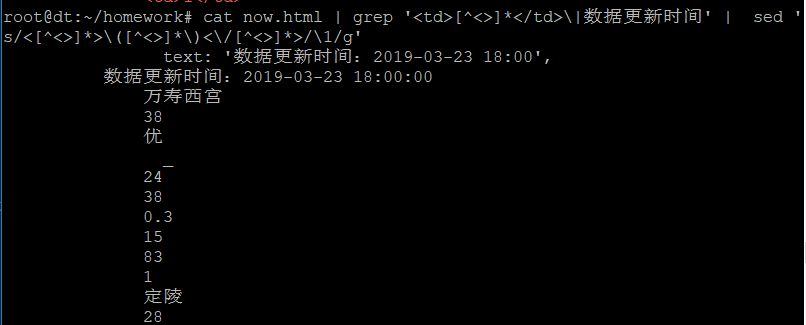 root@dt:~/homework# cat now.html | grep '<td>[^<>]*</td>\|数据更新时间' |  sed '
s/<[^<>]*>\([^<>]*\)<\/[^<>]*>/\1/g'
text: '数据更新时间：2019-03-23 18:00',
数据更新时间：2019-03-23 18:00:00
万寿西宫
38
优
_
24
38
0.3
15
83
1
定陵
28